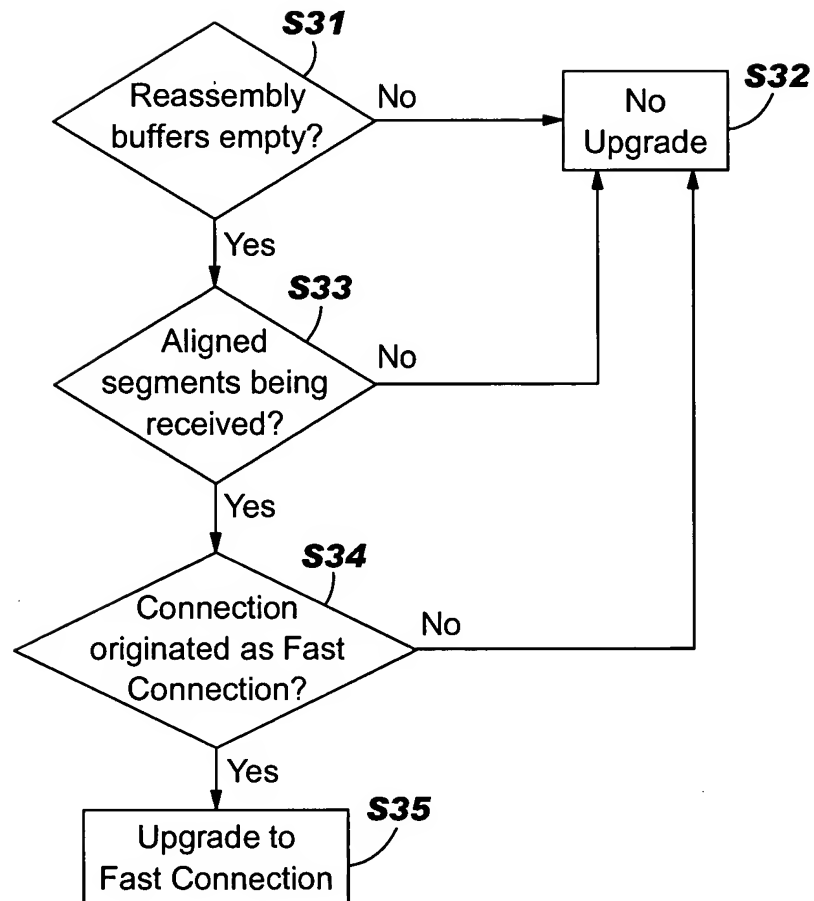 S31
Reassembly
buffers empty?
No
No
Upgrade
S32
Yes
S33
Aligned
segments being
received?
No
Yes
S34
Connection
originated as Fast
Connection?
No
Yes
S35
Upgrade to
Fast Connection